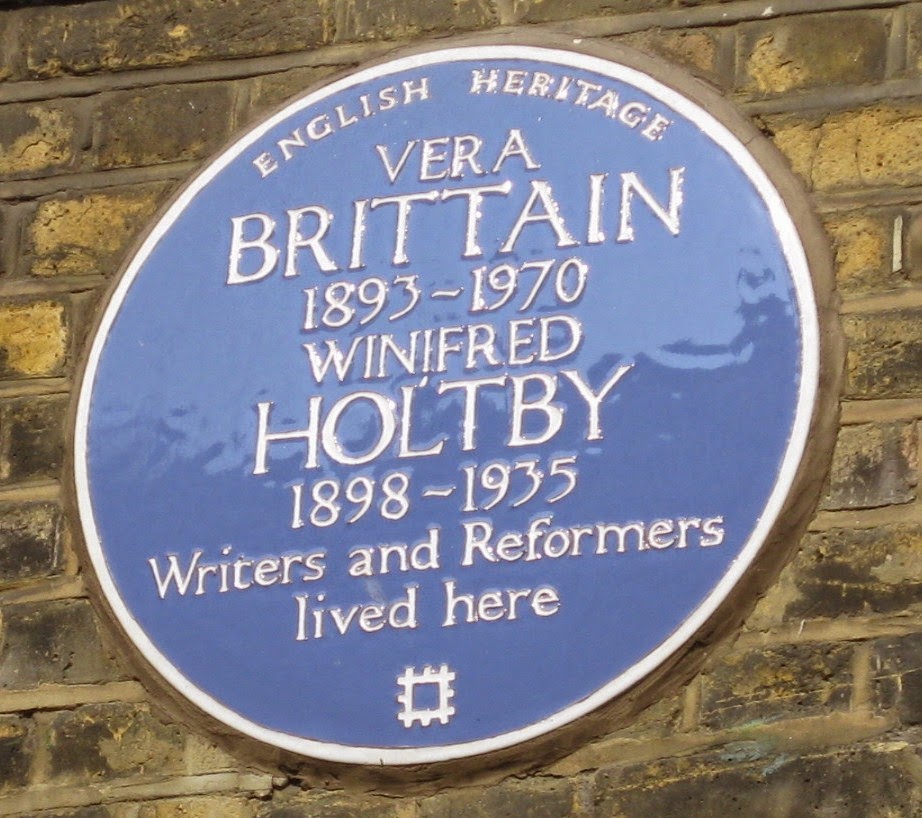 ENGLISH HERITAGE
VERA
BRITTAIN
1893~1970
WINIFRED
HOLTBY
1898~1935
Writers and Reformers
lived here